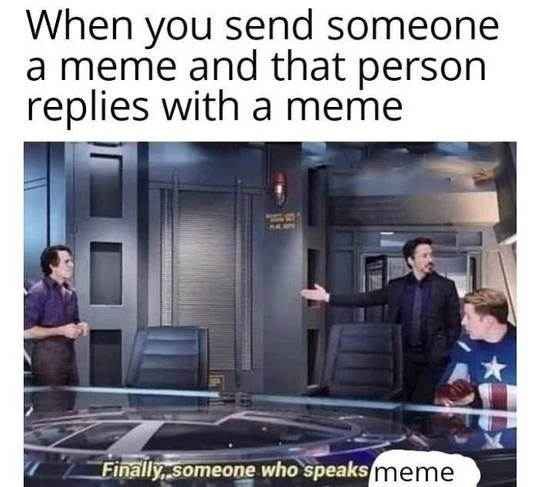 When you send someone
a meme and that person
replies with a meme
Finally, someone who speaks meme